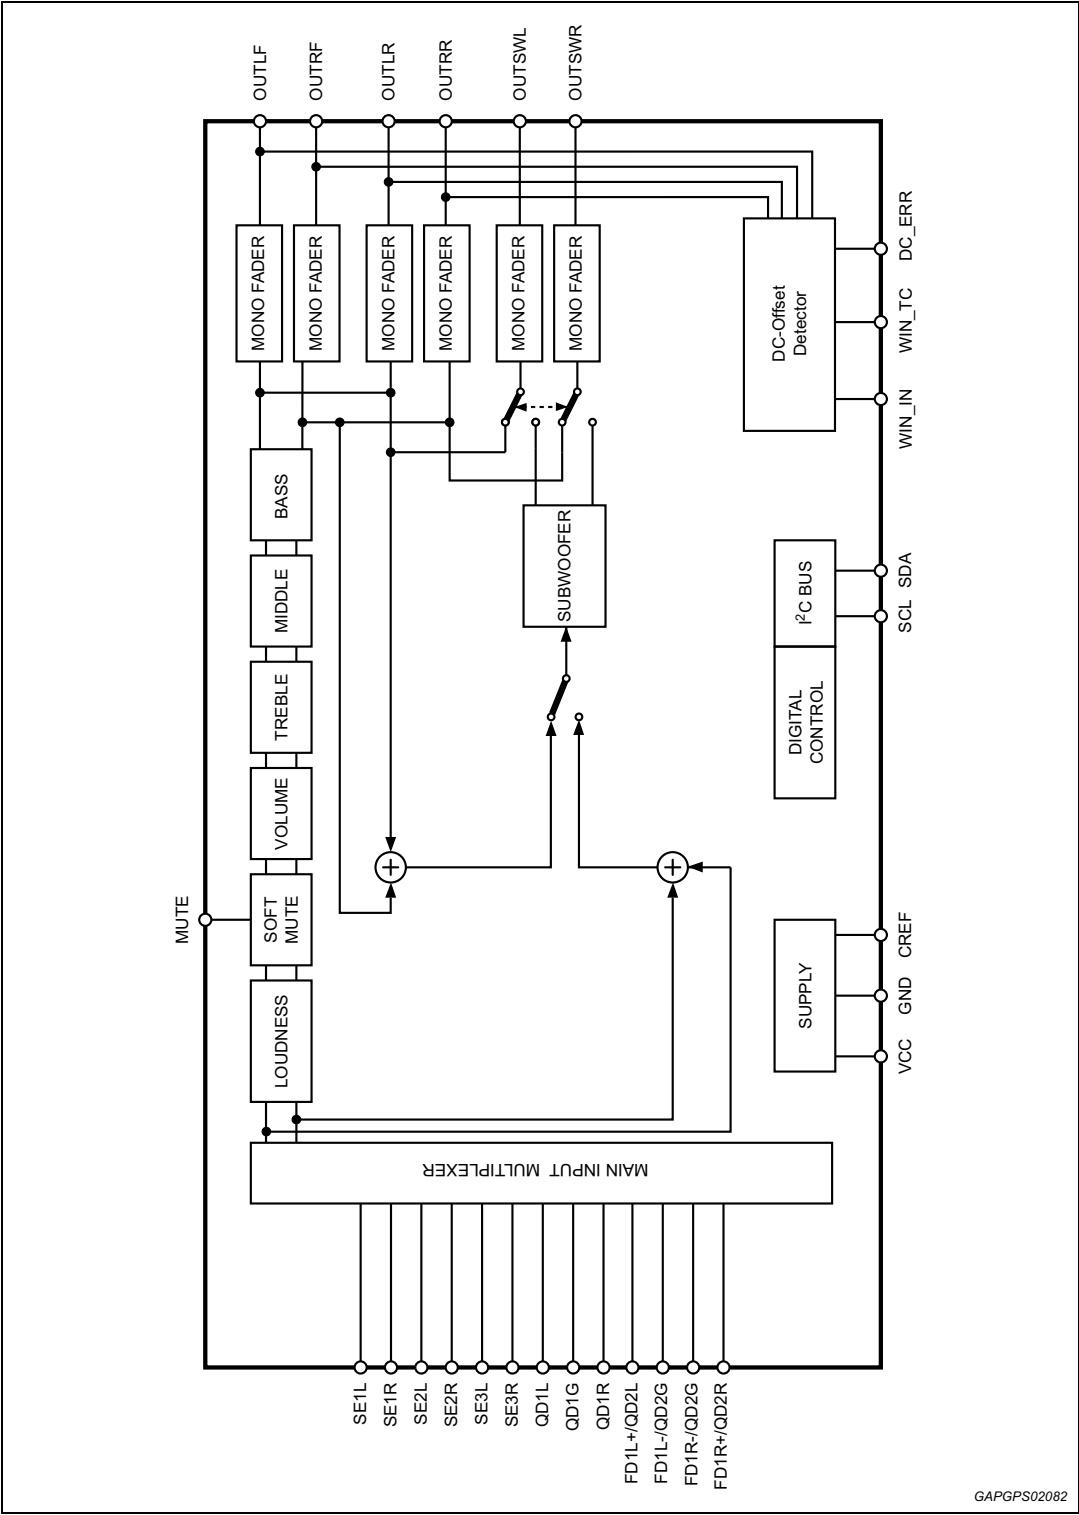 OUTLF
OUTRF
OUTLR
OUTRR
OUTSWL
OUTSWR
MONO FADER
MONO FADER
MONO FADER
MONO FADER
MONO FADER
MONO FADER
DC-Offset
Detector
DC_ERR
WIN_TC
WIN_IN
BASS
MIDDLE
TREBLE
VOLUME
SOFT
MUTE
LOUDNESS
MUTE
SUBWOOFER
+
+
I²C BUS
DIGITAL
CONTROL
SDA
SCL
SUPPLY
CREF
GND
VCC
MAIN INPUT MULTIPLEXER
SE1L
SE1R
SE2L
SE2R
SE3L
SE3R
QD1L
QD1G
QD1R
FD1L+/QD2L
FD1L-/QD2G
FD1R-/QD2G
FD1R+/QD2R
GAPGPS02082